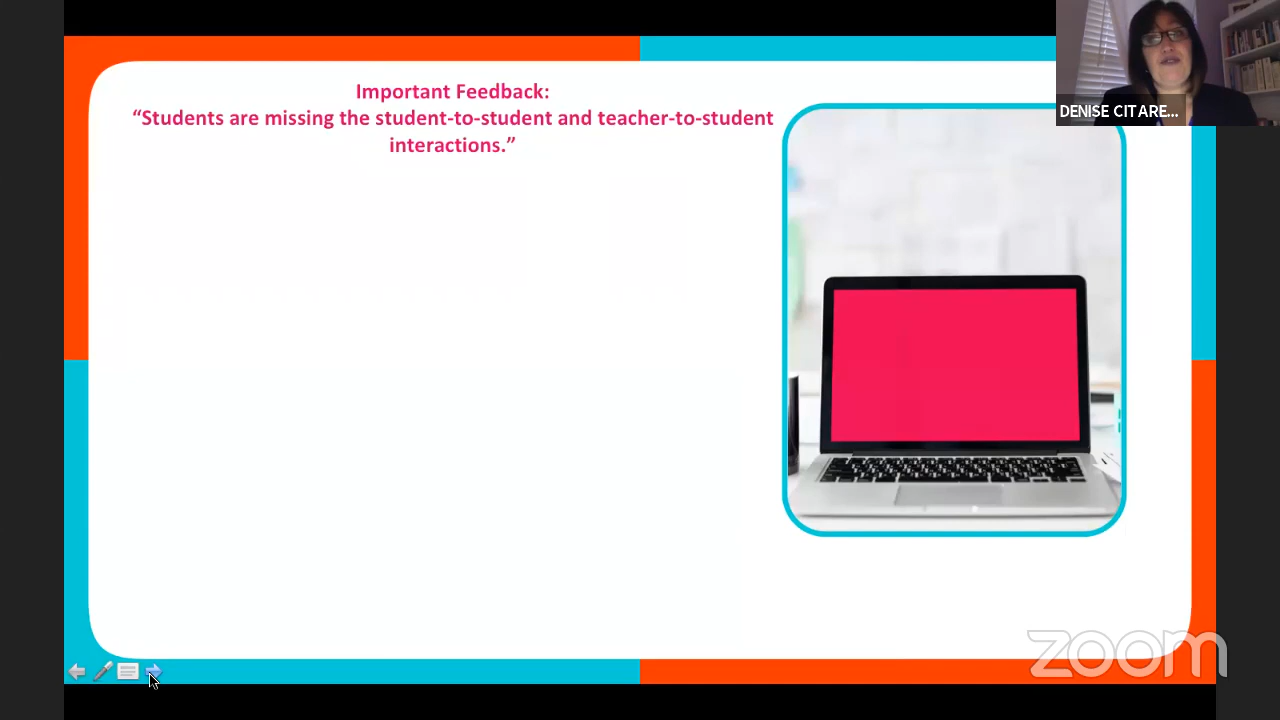 Important Feedback:
“Students are missing the student-to-student and teacher-to-student
interactions.”
DENISE CITARE...
zoom